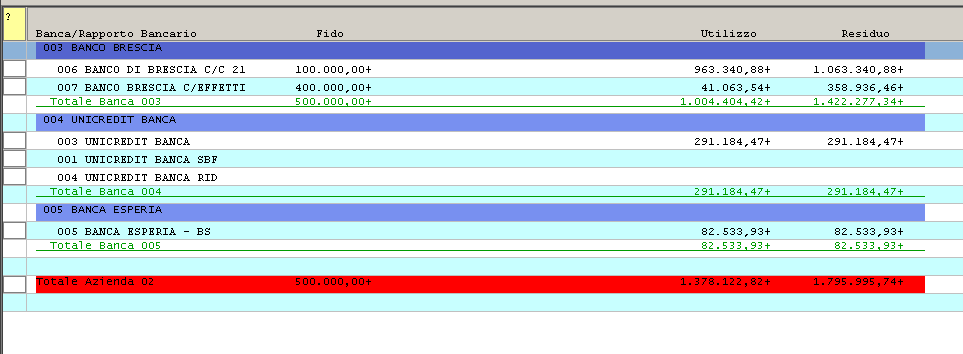 ?
Banca/Rapporto Bancario Fido Utilizzo Residuo
003 BANCO BRESCIA
006 BANCO DI BRESCIA C/C 21 100.000,00+ 963.340,88+ 1.063.340,88+
007 BANCO BRESCIA C/EFFETTI 400.000,00+ 41.063,54+ 358.936,46+
Totale Banca 003 500.000,00+ 1.004.404,42+ 1.422.277,34+
004 UNICREDIT BANCA
003 UNICREDIT BANCA 291.184,47+ 291.184,47+
001 UNICREDIT BANCA SBF
004 UNICREDIT BANCA RID
Totale Banca 004 291.184,47+ 291.184,47+
005 BANCA ESPERIA
005 BANCA ESPERIA - BS 82.533,93+ 82.533,93+
Totale Banca 005 82.533,93+ 82.533,93+
Totale Azienda 02 500.000,00+ 1.378.122,82+ 1.795.995,74+